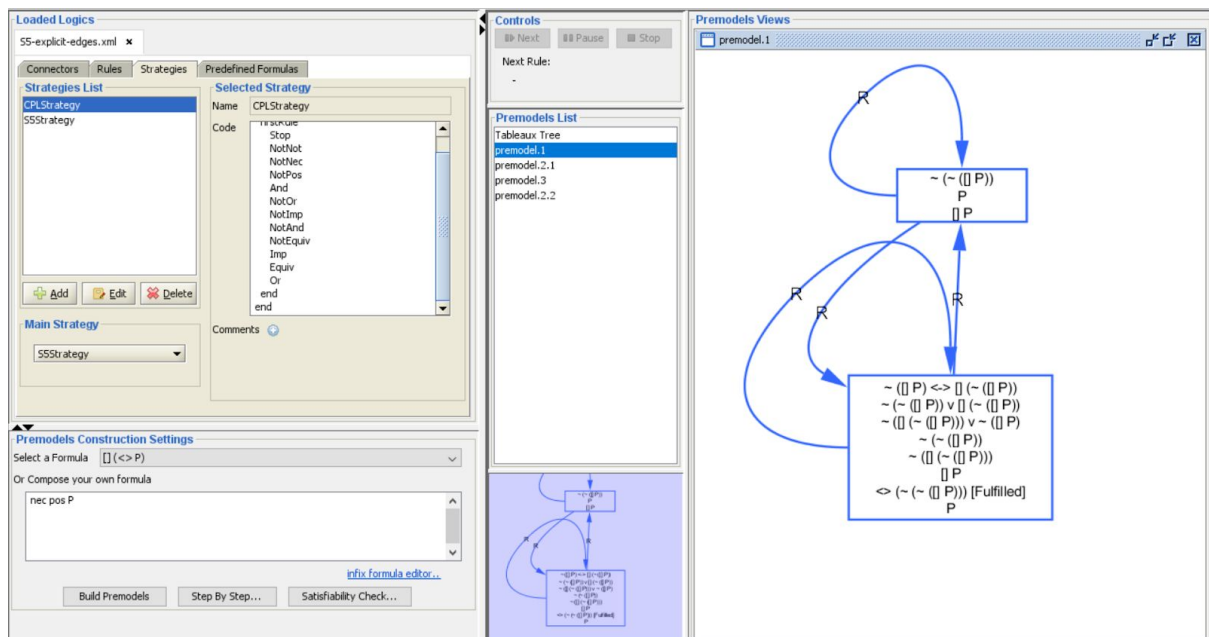 Loaded Logics
S5-explicit-edges.xml ×
Connectors Rules Strategies Predefined Formulas
Strategies List
CPLStrategy
S5Strategy
Add Edit Delete
Main Strategy
S5Strategy
Selected Strategy
Name CPLStrategy
Code
firstRule
Stop
NotNot
NotNec
NotPos
And
NotOr
NotImp
NotAnd
NotEquiv
Imp
Equiv
Or
end
end
Comments
Premodels Construction Settings
Select a Formula [] (<> P)
Or Compose your own formula
nec pos P
infix formula editor..
Build Premodels Step By Step... Satisfiability Check...
Controls
Next Pause Stop
Next Rule:
-
Premodels List
Tableaux Tree
premodel.1
premodel.2.1
premodel.3
premodel.2.2
R
R R
~ (~ ([] P))
P
[] P
~ ([] P) <-> [] (~ ([] P))
~ (~ ([] P)) v [] (~ ([] P))
~ ([] (~ ([] P))) v ~ ([] P)
~ (~ ([] P))
~ ([] (~ ([] P)))
[] P
<> (~ (~ ([] P))) [Fulfilled]
P
Premodels Views
premodel.1
R
~ (~ ([] P))
P
[] P
R
R
R
~ ([] P) <-> [] (~ ([] P))
~ (~ ([] P)) v [] (~ ([] P))
~ ([] (~ ([] P))) v ~ ([] P)
~ (~ ([] P))
~ ([] (~ ([] P)))
[] P
<> (~ (~ ([] P))) [Fulfilled]
P